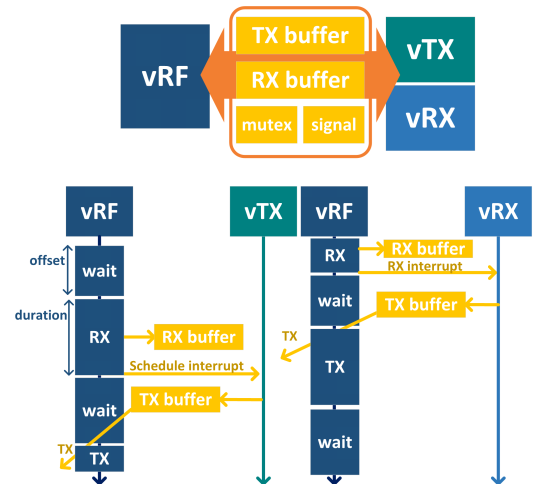 TX buffer
vRF
vTX
RX buffer
mutex
signal
vRX
vRF
vTX
vRF
vRX
offset
wait
RX
RX buffer
RX interrupt
duration
RX
RX buffer
wait
TX buffer
TX
Schedule interrupt
TX
wait
TX buffer
TX
TX
wait